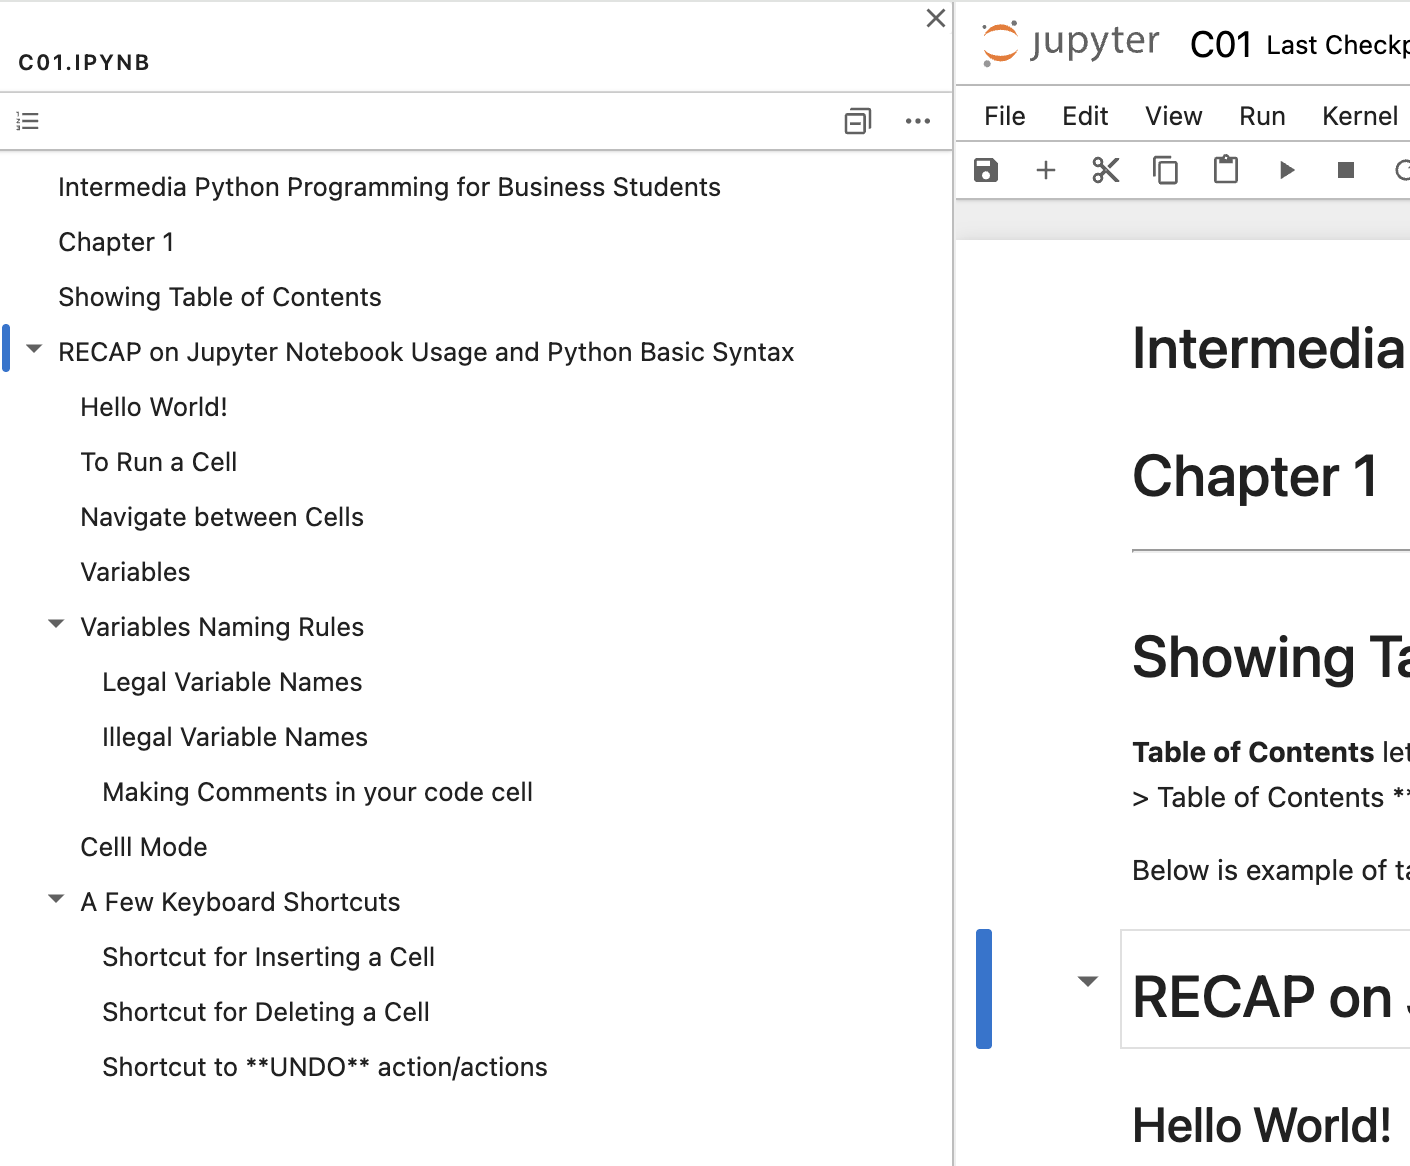 C01.IPYNB
Intermedia Python Programming for Business Students
Chapter 1
Showing Table of Contents
RECAP on Jupyter Notebook Usage and Python Basic Syntax
Hello World!
To Run a Cell
Navigate between Cells
Variables
Variables Naming Rules
Legal Variable Names
Illegal Variable Names
Making Comments in your code cell
Celll Mode
A Few Keyboard Shortcuts
Shortcut for Inserting a Cell
Shortcut for Deleting a Cell
Shortcut to **UNDO** action/actions
jupyter C01 Last Checkp
File Edit View Run Kernel
Intermedia
Chapter 1
Showing Ta
Table of Contents let
> Table of Contents **
Below is example of ta
RECAP on
Hello World!